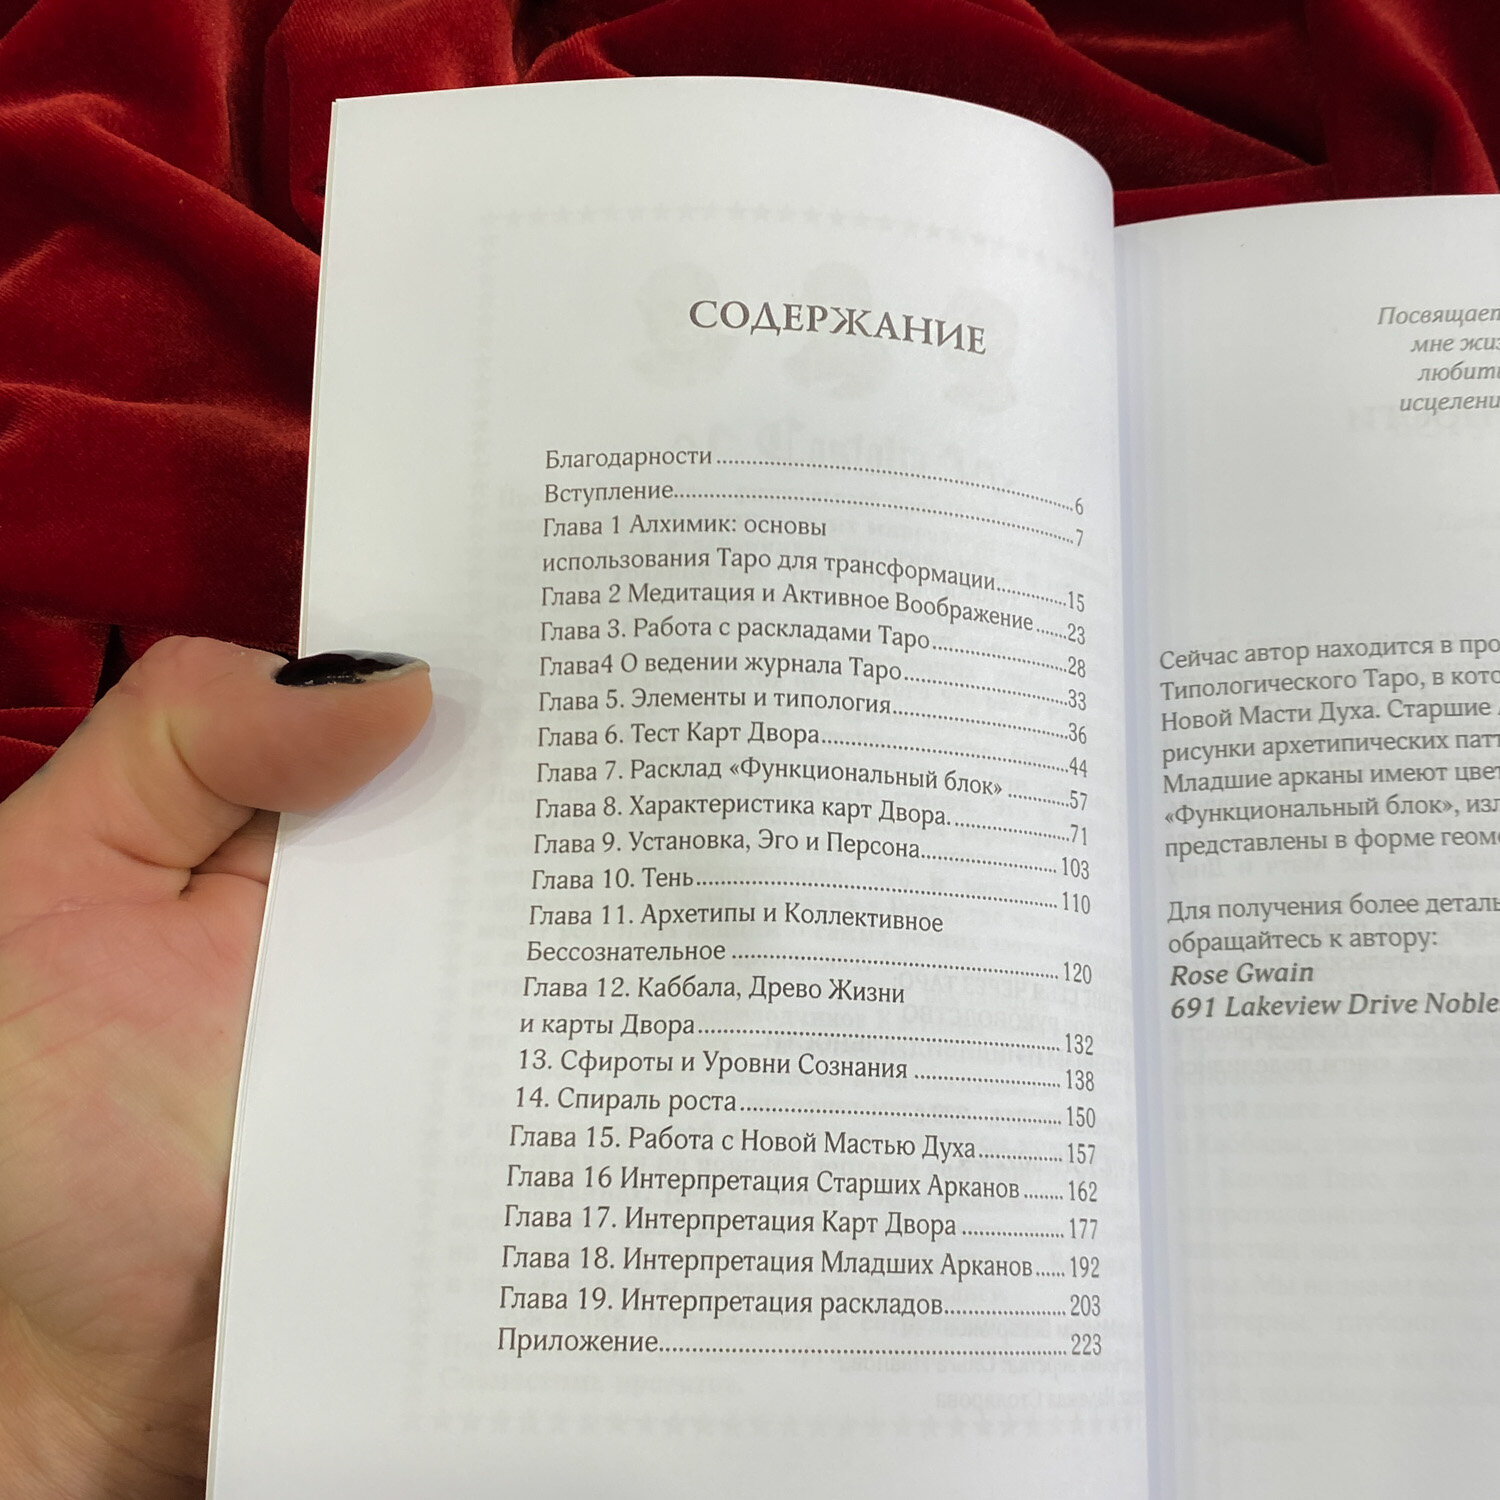 СОДЕРЖАНИЕ
Благодарности 6
Вступление 7
Глава 1 Алхимик: основы
использования Таро для трансформации 15
Глава 2 Медитация и Активное Воображение 23
Глава 3. Работа с раскладами Таро 28
Глава4 О ведении журнала Таро 33
Глава 5. Элементы и типология 36
Глава 6. Тест Карт Двора 44
Глава 7. Расклад «Функциональный блок» 57
Глава 8. Характеристика карт Двора. 71
Глава 9. Установка, Эго и Персона 103
Глава 10. Тень 110
Глава 11. Архетипы и Коллективное
Бессознательное 120
Глава 12. Каббала, Древо Жизни
и карты Двора 132
13. Сфироты и Уровни Сознания 138
14. Спираль роста 150
Глава 15. Работа с Новой Мастью Духа 157
Глава 16 Интерпретация Старших Арканов 162
Глава 17. Интерпретация Карт Двора 177
Глава 18. Интерпретация Младших Арканов 192
Глава 19. Интерпретация раскладов 203
Приложение 223
Посвящает
мне жиз
любить
исцелени
Сейчас автор находится в про
Типологического Таро, в кото
Новой Масти Духа. Старшие
рисунки архетипических патт
Младшие арканы имеют цвет
«Функциональный блок», изл
представлены в форме геоме
Для получения более деталь
обращайтесь к автору:
Rose Gwain
691 Lakeview Drive Noble